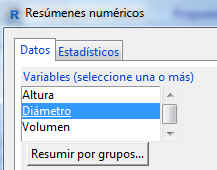 Resúmenes numéricos
Datos
Estadísticos
Variables (seleccione una o más)
Altura
Diámetro
Volumen
Resumir por grupos...